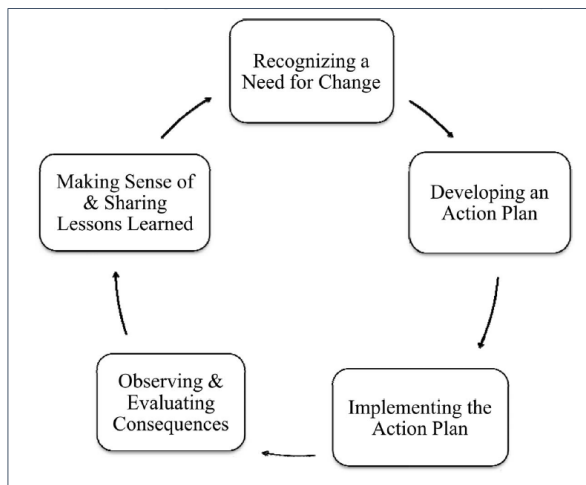 Recognizing a
Need for Change
Developing an
Action Plan
Implementing the
Action Plan
Observing &
Evaluating
Consequences
Making Sense of
& Sharing
Lessons Learned